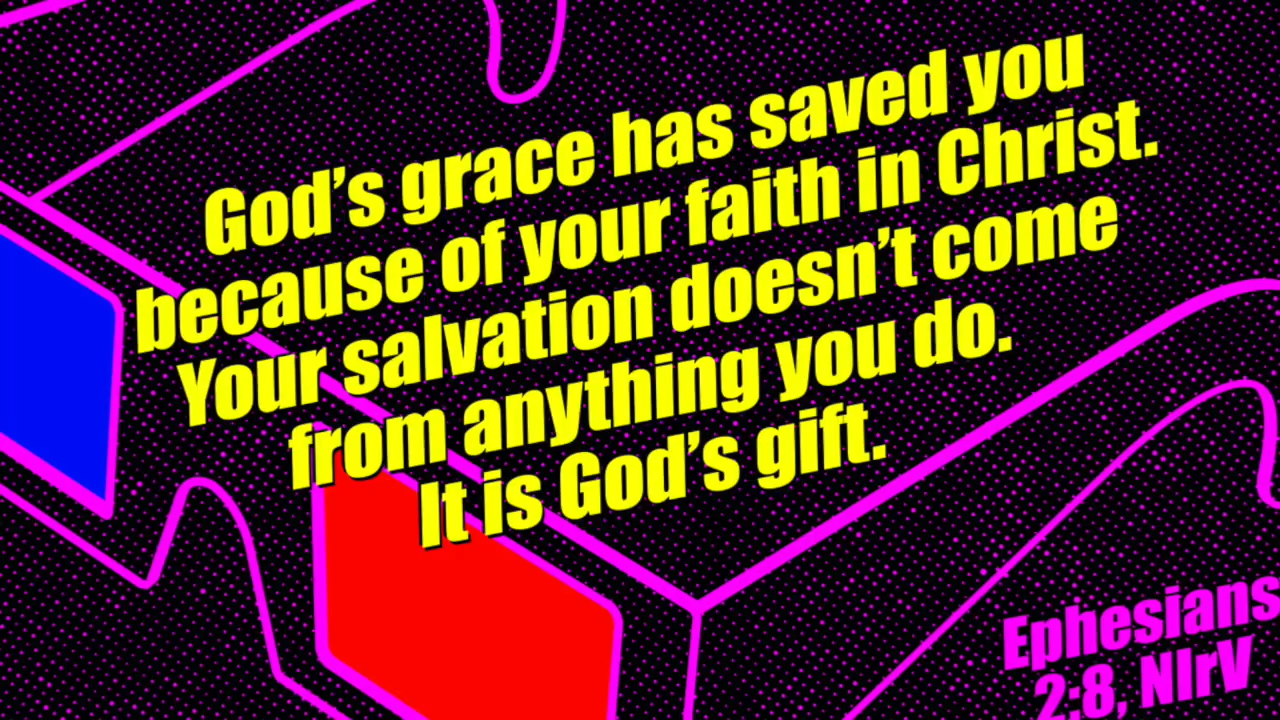 God’s grace has saved you
because of your faith in Christ.
Your salvation doesn’t come
from anything you do.
It is God’s gift.
Ephesians
2:8, NIrV